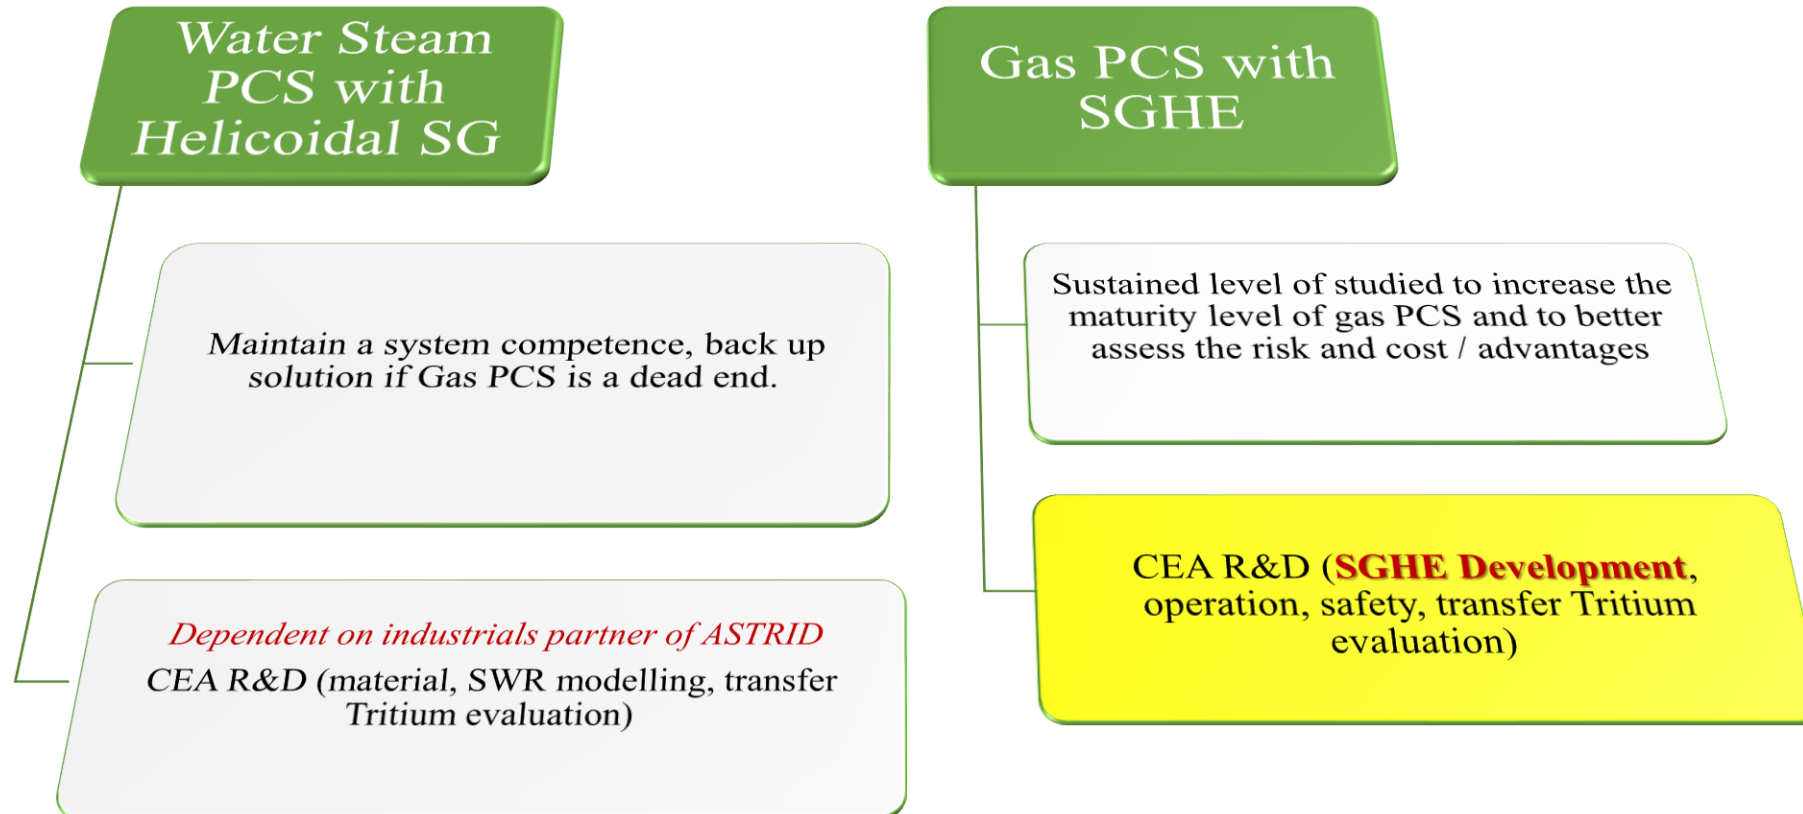 Water Steam
PCS with
Helicoidal SG
Maintain a system competence, back up
solution if Gas PCS is a dead end.
Dependent on industrials partner of ASTRID
CEA R&D (material, SWR modelling, transfer
Tritium evaluation)
Gas PCS with
SGHE
Sustained level of studied to increase the
maturity level of gas PCS and to better
assess the risk and cost / advantages
CEA R&D (SGHE Development,
operation, safety, transfer Tritium
evaluation)